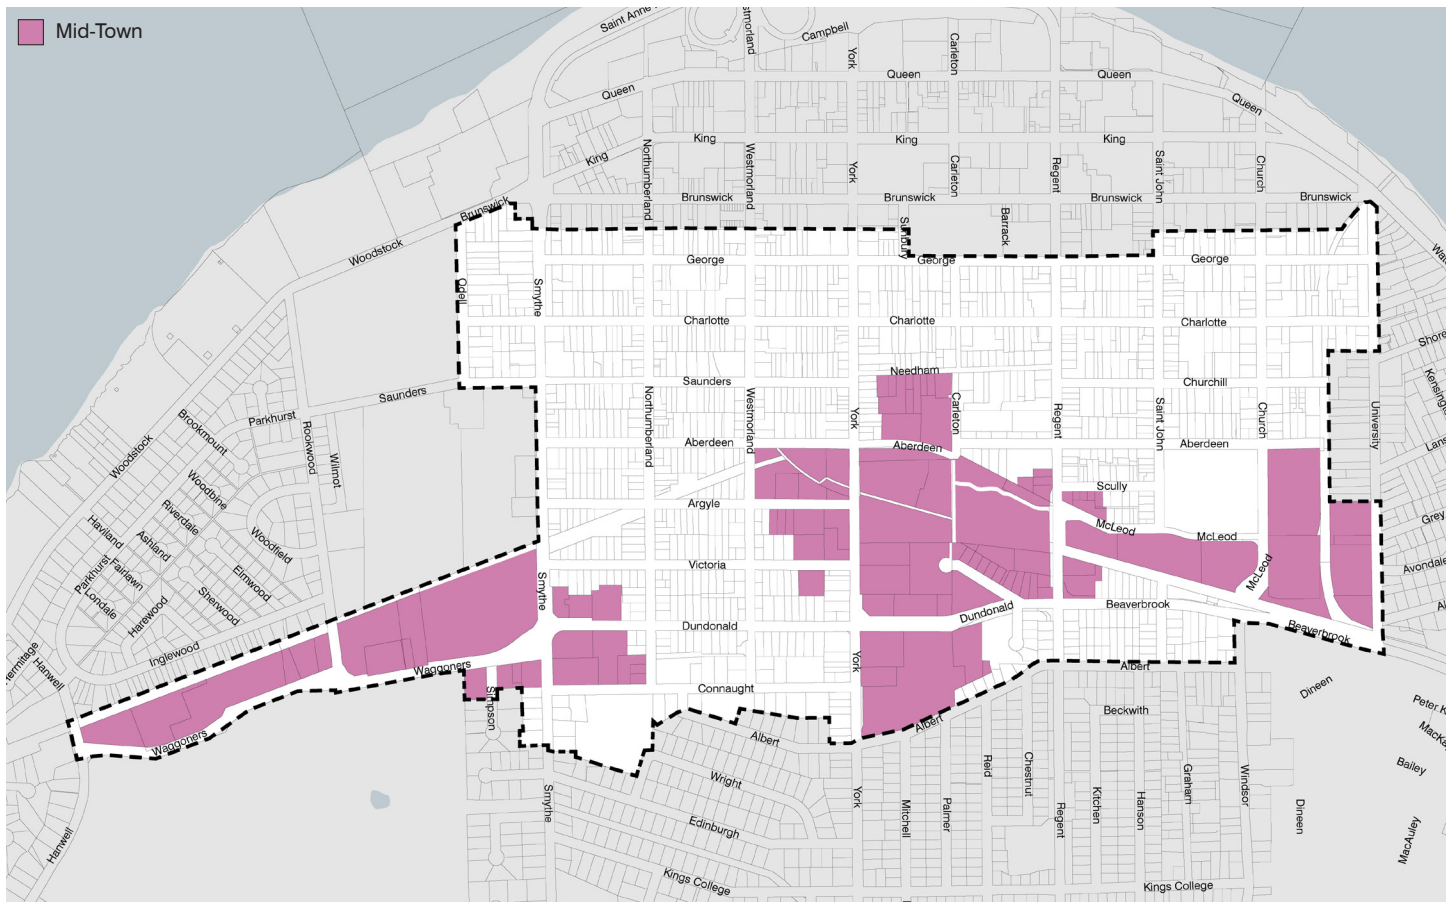 Mid-Town
Saint Anne
stmorland
Campbell
York
Carleton
Queen
Queen
Queen
Queen
King
King
King
King
Northumberland
Westmorland
York
Carleton
Regent
Saint John
Church
Brunswick
Brunswick
Brunswick
Brunswick
Brunswick
Sunbury
Barrack
Woodstock
George
George
George
Odell
Smythe
Charlotte
Charlotte
Charlotte
Shore
Needham
Saunders
Saunders
Churchill
Kensing
Parkhurst
Brookmount
Rookwood
Wilmot
Northumberland
Westmorland
York
Carleton
Regent
Saint John
Church
University
Woodstock
Aberdeen
Aberdeen
Aberdeen
Lans
Woodbine
Scully
Argyle
Riverdale
Haviland
Ashland
Woodfield
McLeod
McLeod
Grey
Parkhurst
Fairlawn
Elmwood
Victoria
McLeod
Avondale
Londale
Harewood
Sherwood
Smythe
Dundonald
Dundonald
Beaverbrook
Beaverbrook
Inglewood
Hermitage
Hanwell
Waggoners
York
Albert
Simpson
Connaught
Dineen
Waggoners
Albert
Albert
Beckwith
Peter K
MacKa
Wright
Reid
Chestnut
Graham
Windsor
Bailey
Smythe
York
Mitchell
Palmer
Regent
Kitchen
Hanson
Dineen
MacAuley
Edinburgh
Hanwell
Kings College
Kings College